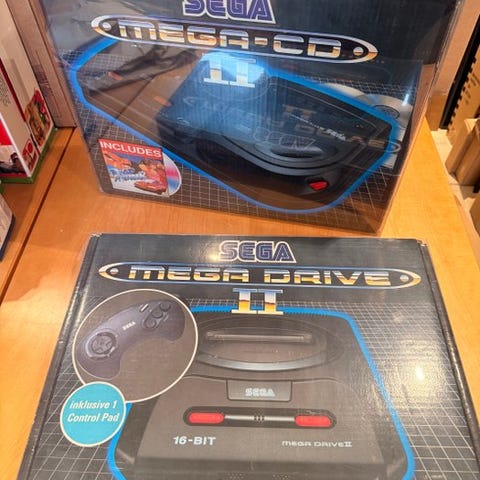 SEGA
MEGA-CD
II
INCLUDES
SEGA
MEGA DRIVE
II
SEGA
inklusive 1
Control Pad
SEGA
16-BIT
MEGA DRIVE II